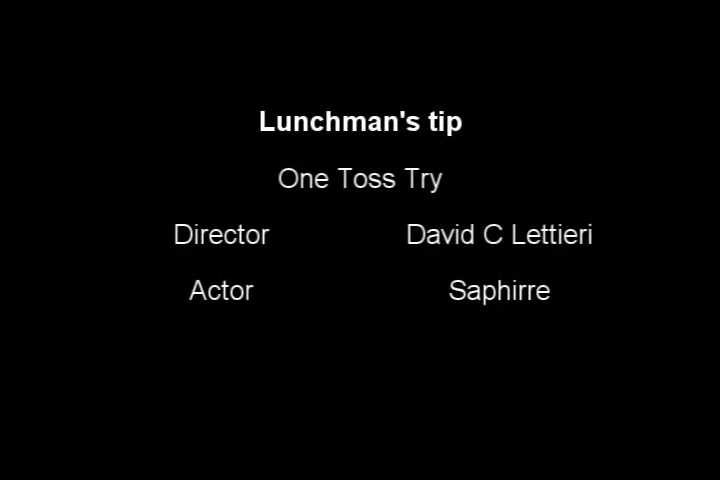 Lunchman's tip
One Toss Try
Director David C Lettieri
Actor Saphirre